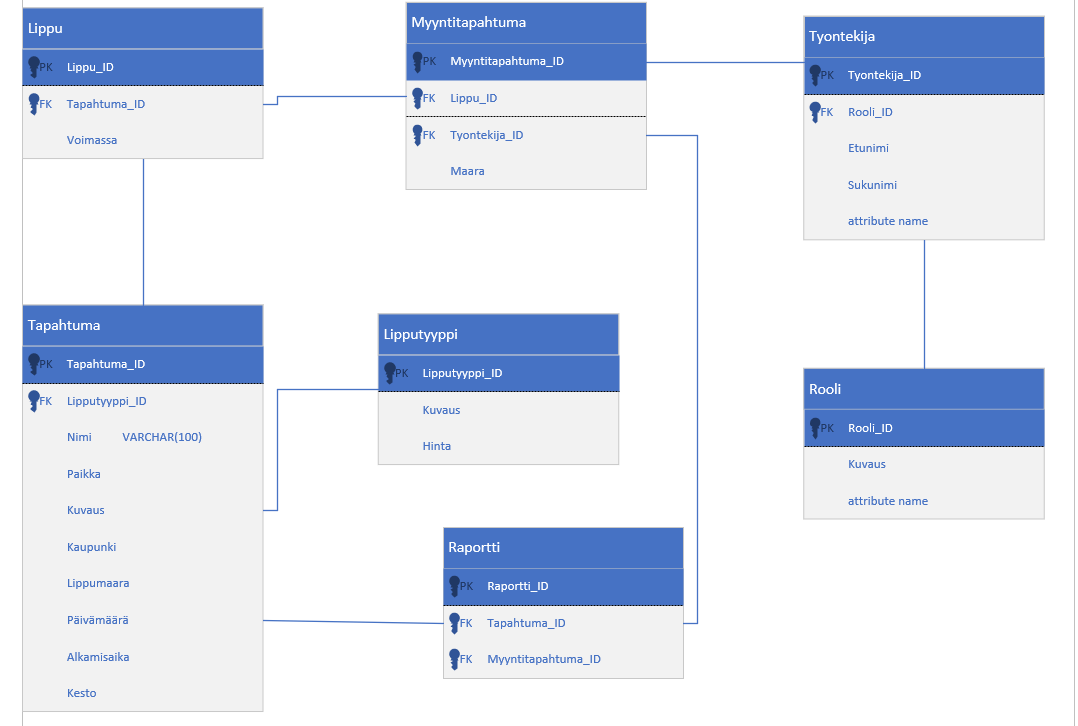 Lippu
PK Lippu_ID
FK Tapahtuma_ID
Voimassa
Myyntitapahtuma
PK Myyntitapahtuma_ID
FK Lippu_ID
FK Tyontekija_ID
Maara
Tyontekija
PK Tyontekija_ID
FK Rooli_ID
Etunimi
Sukunimi
attribute name
Tapahtuma
PK Tapahtuma_ID
FK Lipputyyppi_ID
Nimi VARCHAR(100)
Paikka
Kuvaus
Kaupunki
Lippumaara
Päivämäärä
Alkamisaika
Kesto
Lipputyyppi
PK Lipputyyppi_ID
Kuvaus
Hinta
Rooli
PK Rooli_ID
Kuvaus
attribute name
Raportti
PK Raportti_ID
FK Tapahtuma_ID
FK Myyntitapahtuma_ID